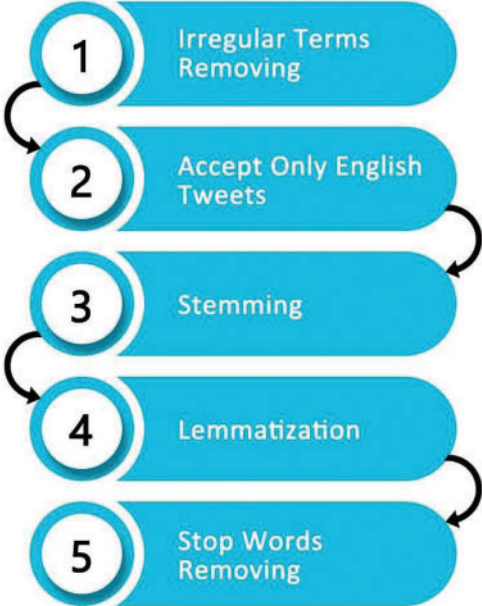 1
Irregular Terms
Removing
2
Accept Only English
Tweets
3
Stemming
4
Lemmatization
5
Stop Words
Removing